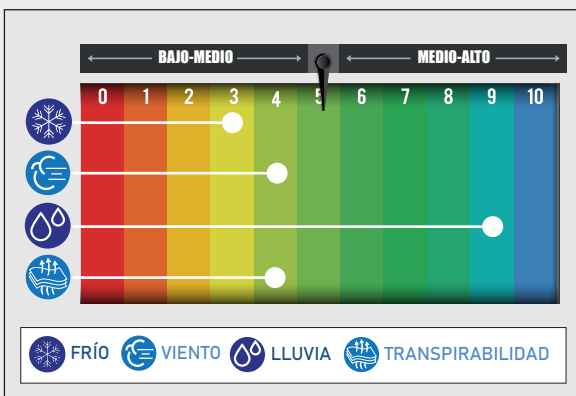 BAJO-MEDIO MEDIO-ALTO
0 1 2 3 4 5 6 7 8 9 10
FRÍO VIENTO LLUVIA TRANSPIRABILIDAD